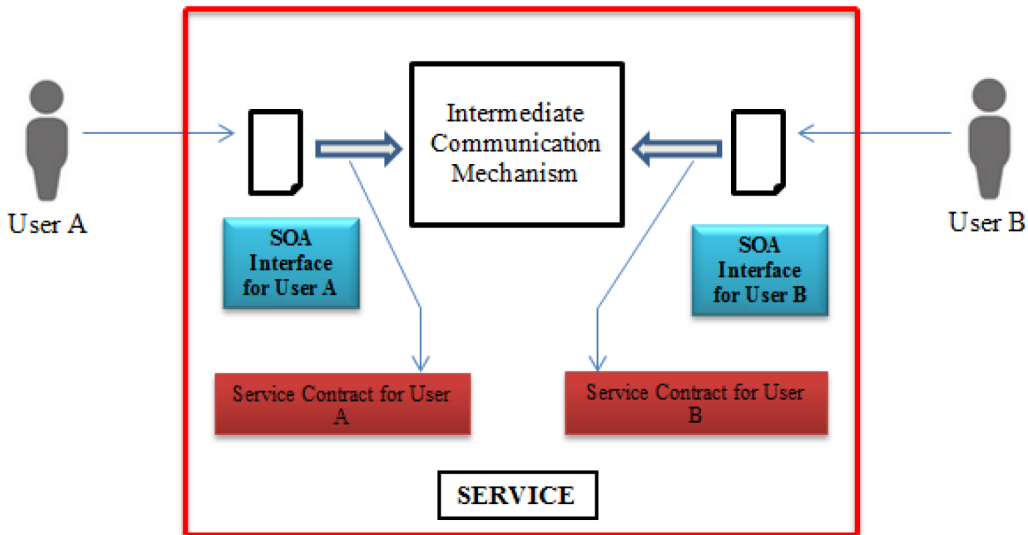 Intermediate
Communication
Mechanism
User A
User B
SOA
Interface
for User A
SOA
Interface
for User B
Service Contract for User
A
Service Contract for User
B
SERVICE